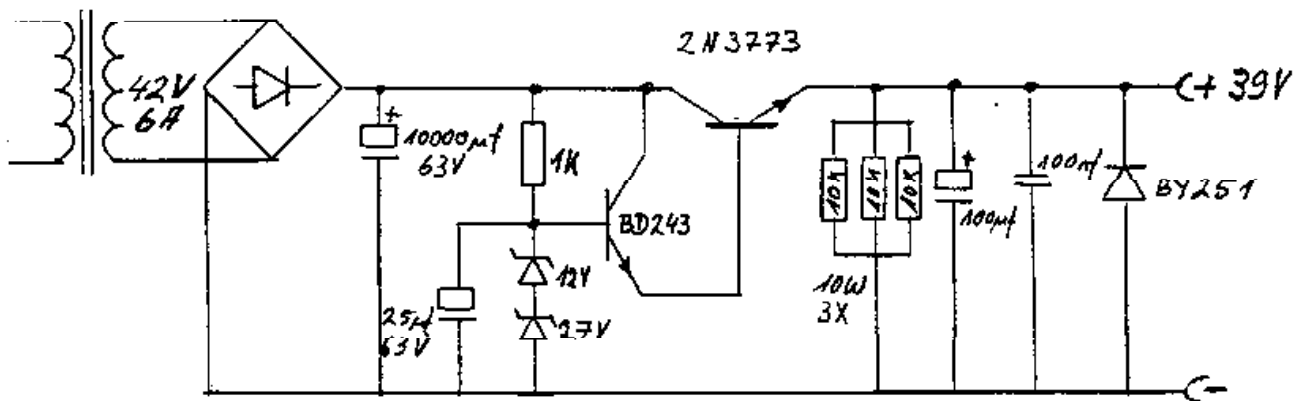 2N3773
42V
6A
+
10000µf
63V
1K
BD243
12V
27V
25µf
63V
10K
10K
10K
10W
3X
+
100µf
100nf
BY251
+ 39V
-